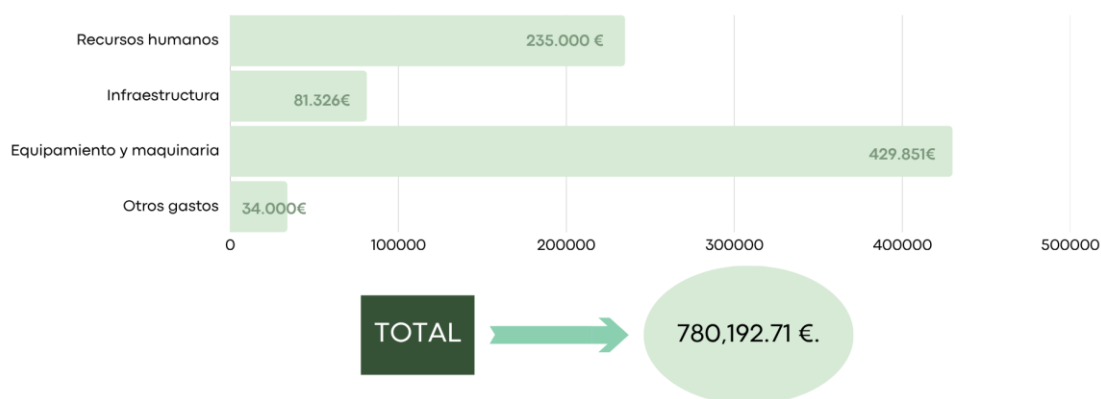 Recursos humanos 235.000 €
Infraestructura 81.326€
Equipamiento y maquinaria 429.851€
Otros gastos 34.000€
0 100000 200000 300000 400000 500000
TOTAL 780,192.71 €.